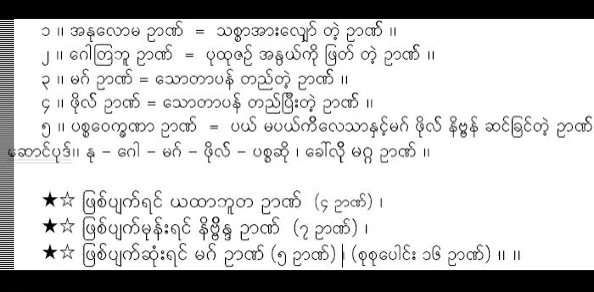 ၁ ။ အနုလောမ ဉာဏ် = သစ္စာအားလျော် တဲ့ ဉာဏ် ။
၂ ။ ဂေါတြဘူ ဉာဏ် = ပုထုဇဉ် အနွယ်ကို ဖြတ် တဲ့ ဉာဏ် ။
၃ ။ မဂ် ဉာဏ် = သောတာပန် တည်တဲ့ ဉာဏ် ။
၄ ။ ဖိုလ် ဉာဏ် = သောတာပန် တည်ပြီးတဲ့ ဉာဏ် ။
၅ ။ ပစ္စဝေက္ခဏာ ဉာဏ် = ပယ် မပယ်ကိလေသာနှင့်မဂ် ဖိုလ် နိဗ္ဗန် ဆင်ခြင်တဲ့ ဉာဏ်
ဆောင်ပုဒ်။ နု – ဂေါ – မဂ် – ဖိုလ် – ပစ္စဆို ၊ ခေါ်လို မဂ္ဂ ဉာဏ် ။
★☆ ဖြစ်ပျက်ရင် ယထာဘူတ ဉာဏ် (၄ ဉာဏ်) ၊
★☆ ဖြစ်ပျက်မုန်းရင် နိဗ္ဗိန္ဒ ဉာဏ် (၇ ဉာဏ်) ၊
★☆ ဖြစ်ပျက်ဆုံးရင် မဂ် ဉာဏ် (၅ ဉာဏ်) | (စုစုပေါင်း ၁၆ ဉာဏ်) ။ ။